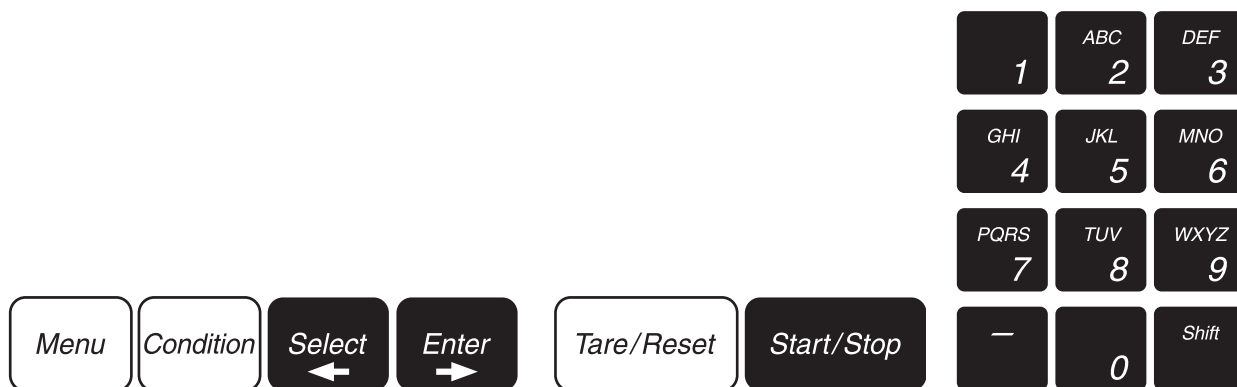 1
ABC
2
DEF
3
GHI
4
JKL
5
MNO
6
PQRS
7
TUV
8
WXYZ
9
Menu
Condition
Select
Enter
Tare/Reset
Start/Stop
–
0
Shift